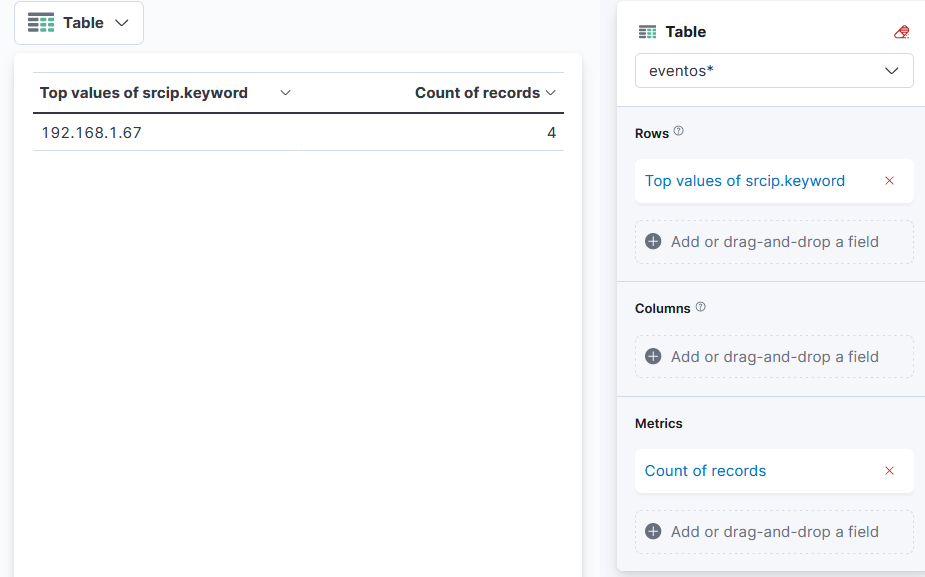 Table
Top values of srcip.keyword Count of records
192.168.1.67 4
Table
eventos*
Rows
Top values of srcip.keyword
Add or drag-and-drop a field
Columns
Add or drag-and-drop a field
Metrics
Count of records
Add or drag-and-drop a field